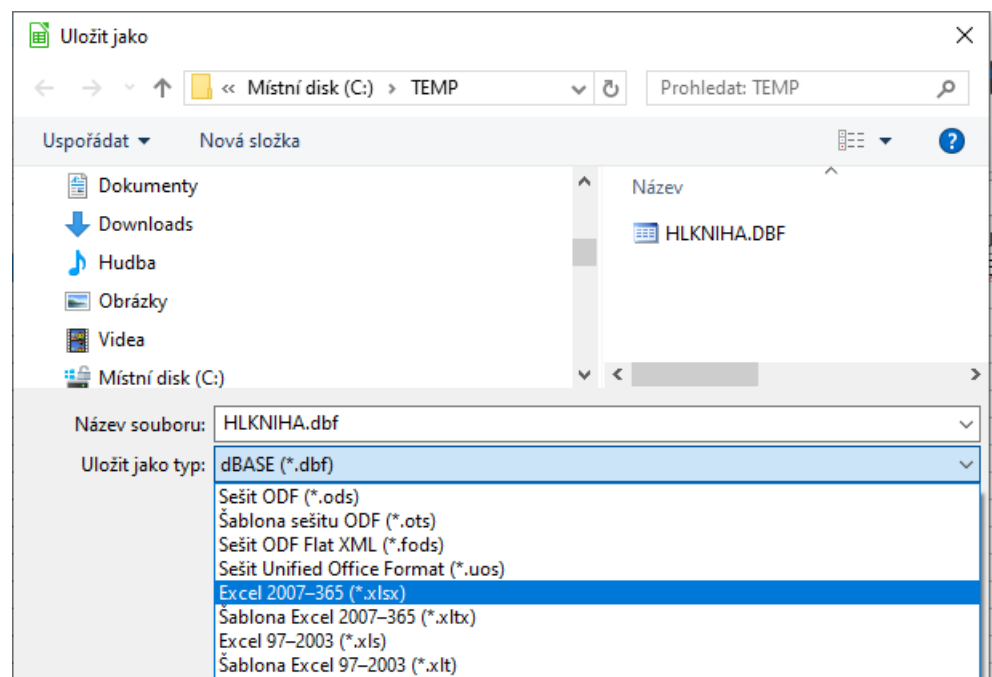 Uložit jako
« Místní disk (C:) › TEMP
Prohledat: TEMP
Uspořádat
Nová složka
Dokumenty
Downloads
Hudba
Obrázky
Videa
Místní disk (C:)
Název
HLKNIHA.DBF
Název souboru: HLKNIHA.dbf
Uložit jako typ: dBASE (*.dbf)
Sešit ODF (*.ods)
Šablona sešitu ODF (*.ots)
Sešit ODF Flat XML (*.fods)
Sešit Unified Office Format (*.uos)
Excel 2007–365 (*.xlsx)
Šablona Excel 2007–365 (*.xltx)
Excel 97–2003 (*.xls)
Šablona Excel 97–2003 (*.xlt)